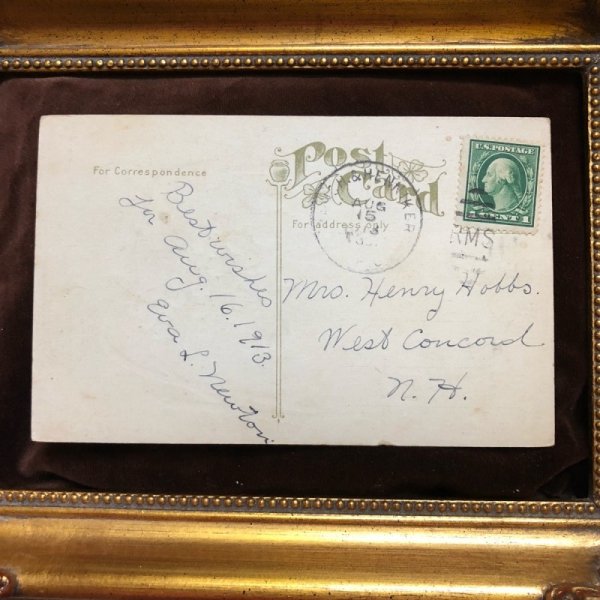 For Correspondence
Post
Card
For address only
Best wishes
for Aug. 16. 1913.
Eva L. Newton
AUG
15
U.S. POSTAGE
CENT 1
RMS
Mrs. Henry Hobbs.
West Concord
N. H.